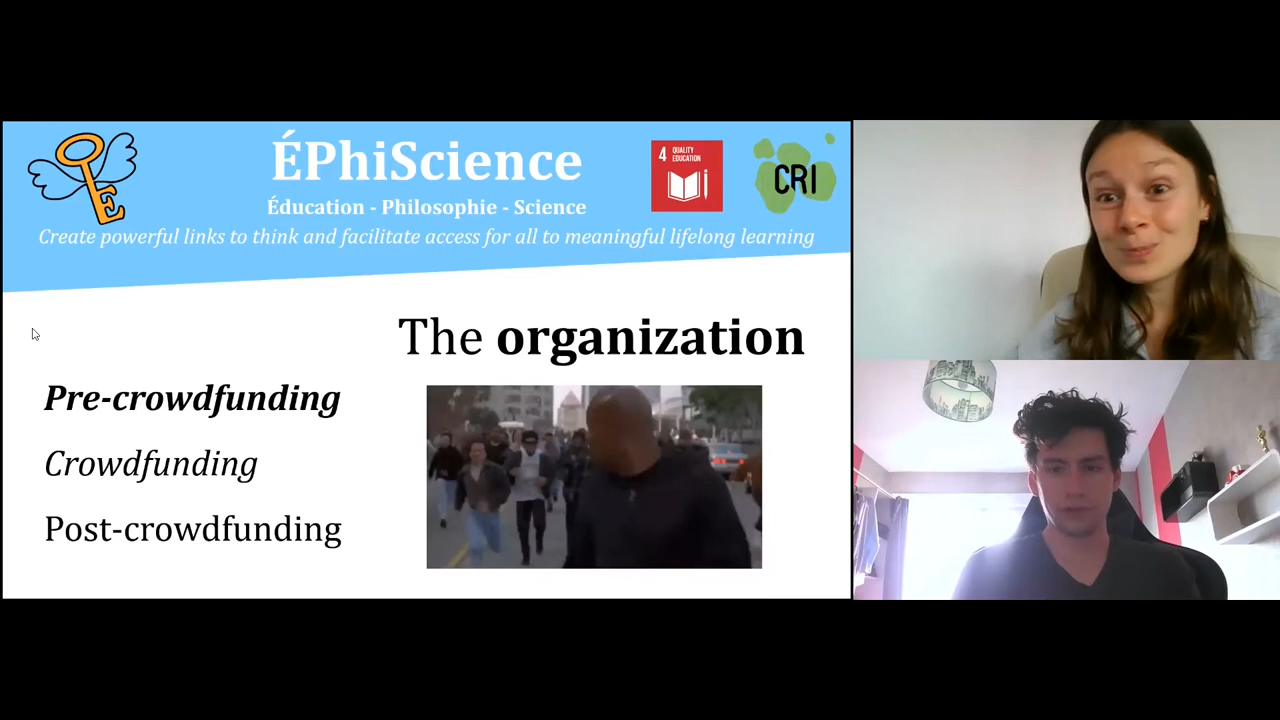 ÉPhiScience
Éducation - Philosophie - Science
Create powerful links to think and facilitate access for all to meaningful lifelong learning
E
4 QUALITY
EDUCATION
CRI
The organization
Pre-crowdfunding
Crowdfunding
Post-crowdfunding